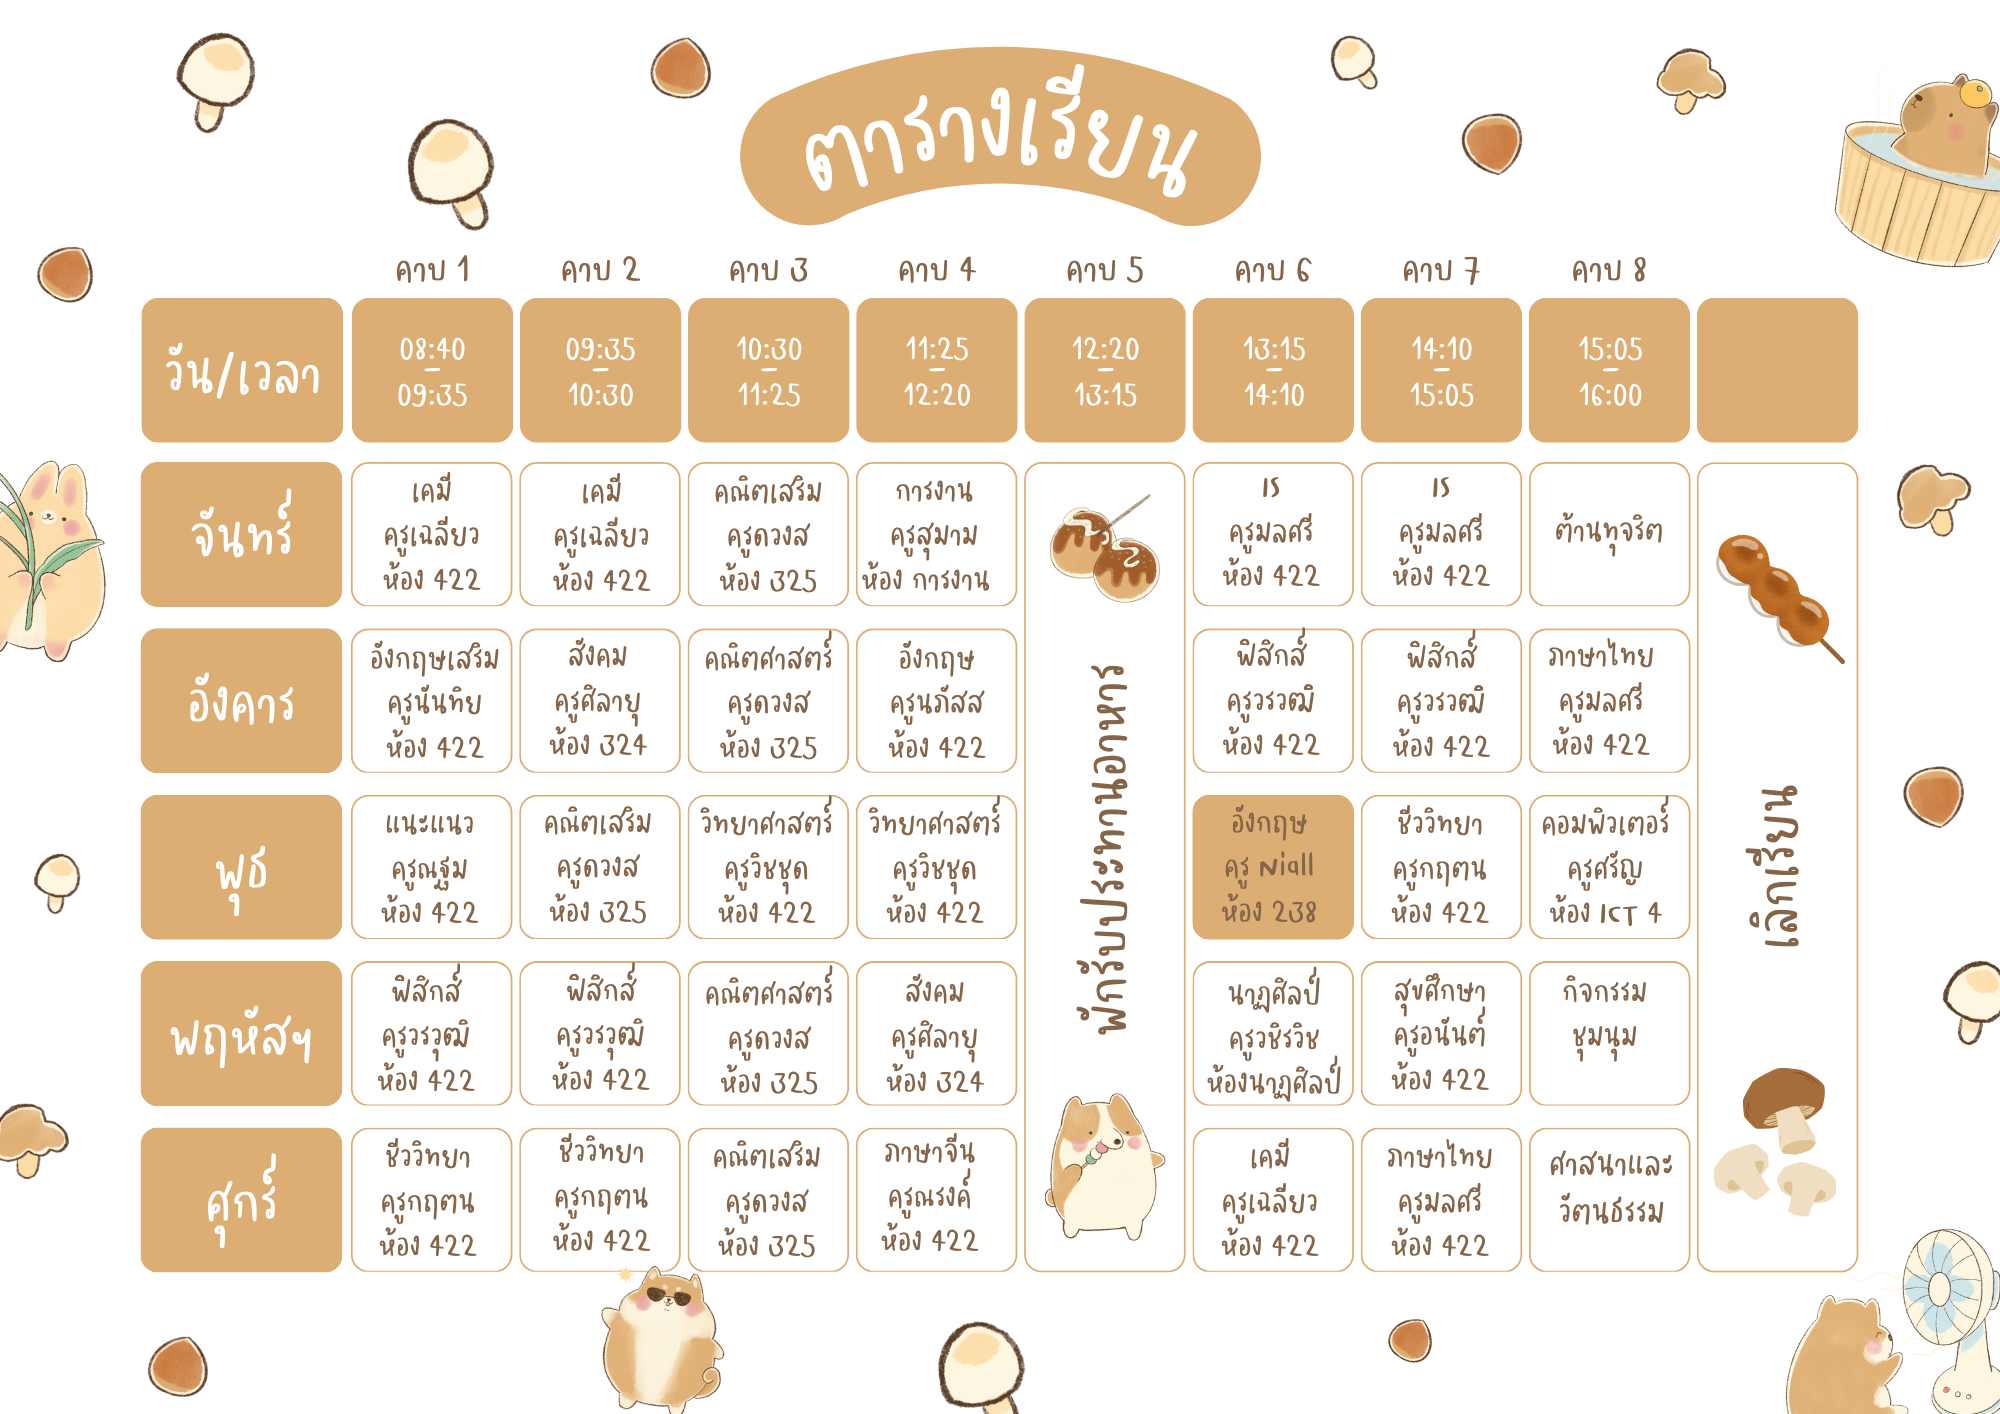 ตารางเรียน
คาบ 1 คาบ 2 คาบ 3 คาบ 4 คาบ 5 คาบ 6 คาบ 7 คาบ 8
วัน/เวลา
08:40 09:35 10:30 11:25 12:20 13:15 14:10 15:05
– – – – – – – –
09:35 10:30 11:25 12:20 13:15 14:10 15:05 16:00
จันทร์
เคมี เคมี คณิตเสริม การงาน IS IS ต้านทุจริต
ครูเฉลียว ครูเฉลียว ครูดวงส ครูสุมาม ครูมลศรี ครูมลศรี
ห้อง 422 ห้อง 422 ห้อง 325 ห้อง การงาน ห้อง 422 ห้อง 422
อังคาร
อังกฤษเสริม สังคม คณิตศาสตร์ อังกฤษ ฟิสิกส์ ฟิสิกส์ ภาษาไทย
ครูนันทิย ครูศิลายุ ครูดวงส ครูนภัสส ครูวรวฒิ ครูวรวฒิ ครูมลศรี
ห้อง 422 ห้อง 324 ห้อง 325 ห้อง 422 ห้อง 422 ห้อง 422 ห้อง 422
พักรับประทานอาหาร
พุธ
แนะแนว คณิตเสริม วิทยาศาสตร์ วิทยาศาสตร์ อังกฤษ ชีววิทยา คอมพิวเตอร์
ครูณฐม ครูดวงส ครูวิชชุด ครูวิชชุด ครู Niall ครูกฤตน ครูศรัญ
ห้อง 422 ห้อง 325 ห้อง 422 ห้อง 422 ห้อง 238 ห้อง 422 ห้อง ICT 4
เลิกเรียน
พฤหัสฯ
ฟิสิกส์ ฟิสิกส์ คณิตศาสตร์ สังคม นาฏศิลป์ สุขศึกษา กิจกรรม
ครูวรวุฒิ ครูวรวุฒิ ครูดวงส ครูศิลายุ ครูวชิรวิช ครูอนันต์ ชุมนุม
ห้อง 422 ห้อง 422 ห้อง 325 ห้อง 324 ห้องนาฏศิลป์ ห้อง 422
ศุกร์
ชีววิทยา ชีววิทยา คณิตเสริม ภาษาจีน เคมี ภาษาไทย ศาสนาและ
ครูกฤตน ครูกฤตน ครูดวงส ครูณรงค์ ครูเฉลียว ครูมลศรี วัตนธรรม
ห้อง 422 ห้อง 422 ห้อง 325 ห้อง 422 ห้อง 422 ห้อง 422